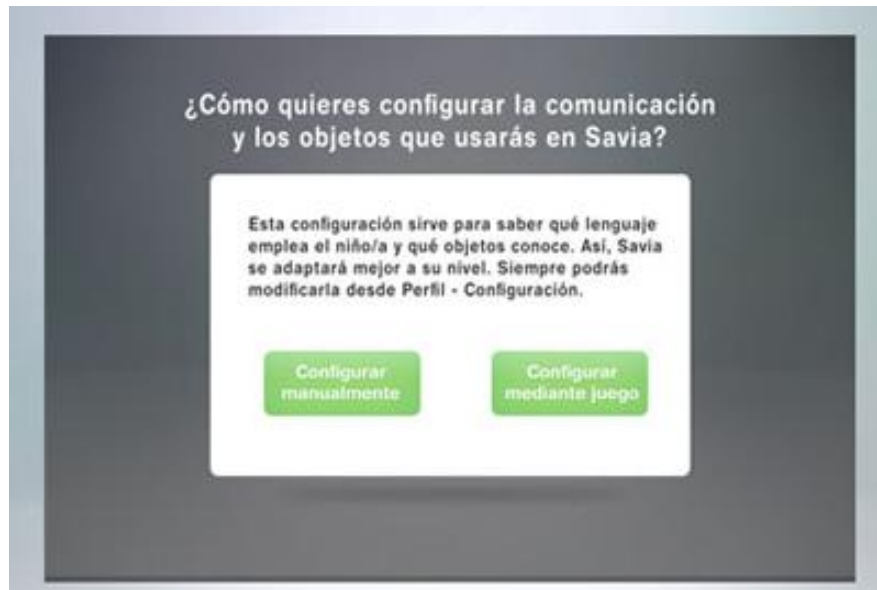 ¿Cómo quieres configurar la comunicación
y los objetos que usarás en Savia?
Esta configuración sirve para saber qué lenguaje
emplea el niño/a y qué objetos conoce. Así, Savia
se adaptará mejor a su nivel. Siempre podrás
modificarla desde Perfil - Configuración.
Configurar
manualmente
Configurar
mediante juego